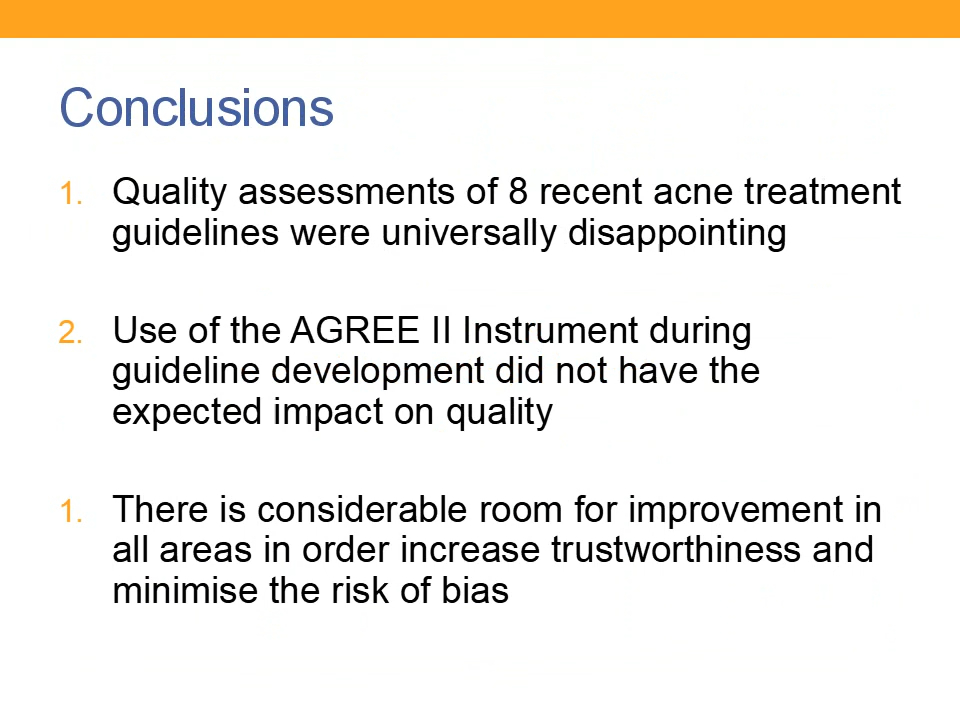 Conclusions
1. Quality assessments of 8 recent acne treatment
guidelines were universally disappointing
2. Use of the AGREE II Instrument during
guideline development did not have the
expected impact on quality
1. There is considerable room for improvement in
all areas in order increase trustworthiness and
minimise the risk of bias